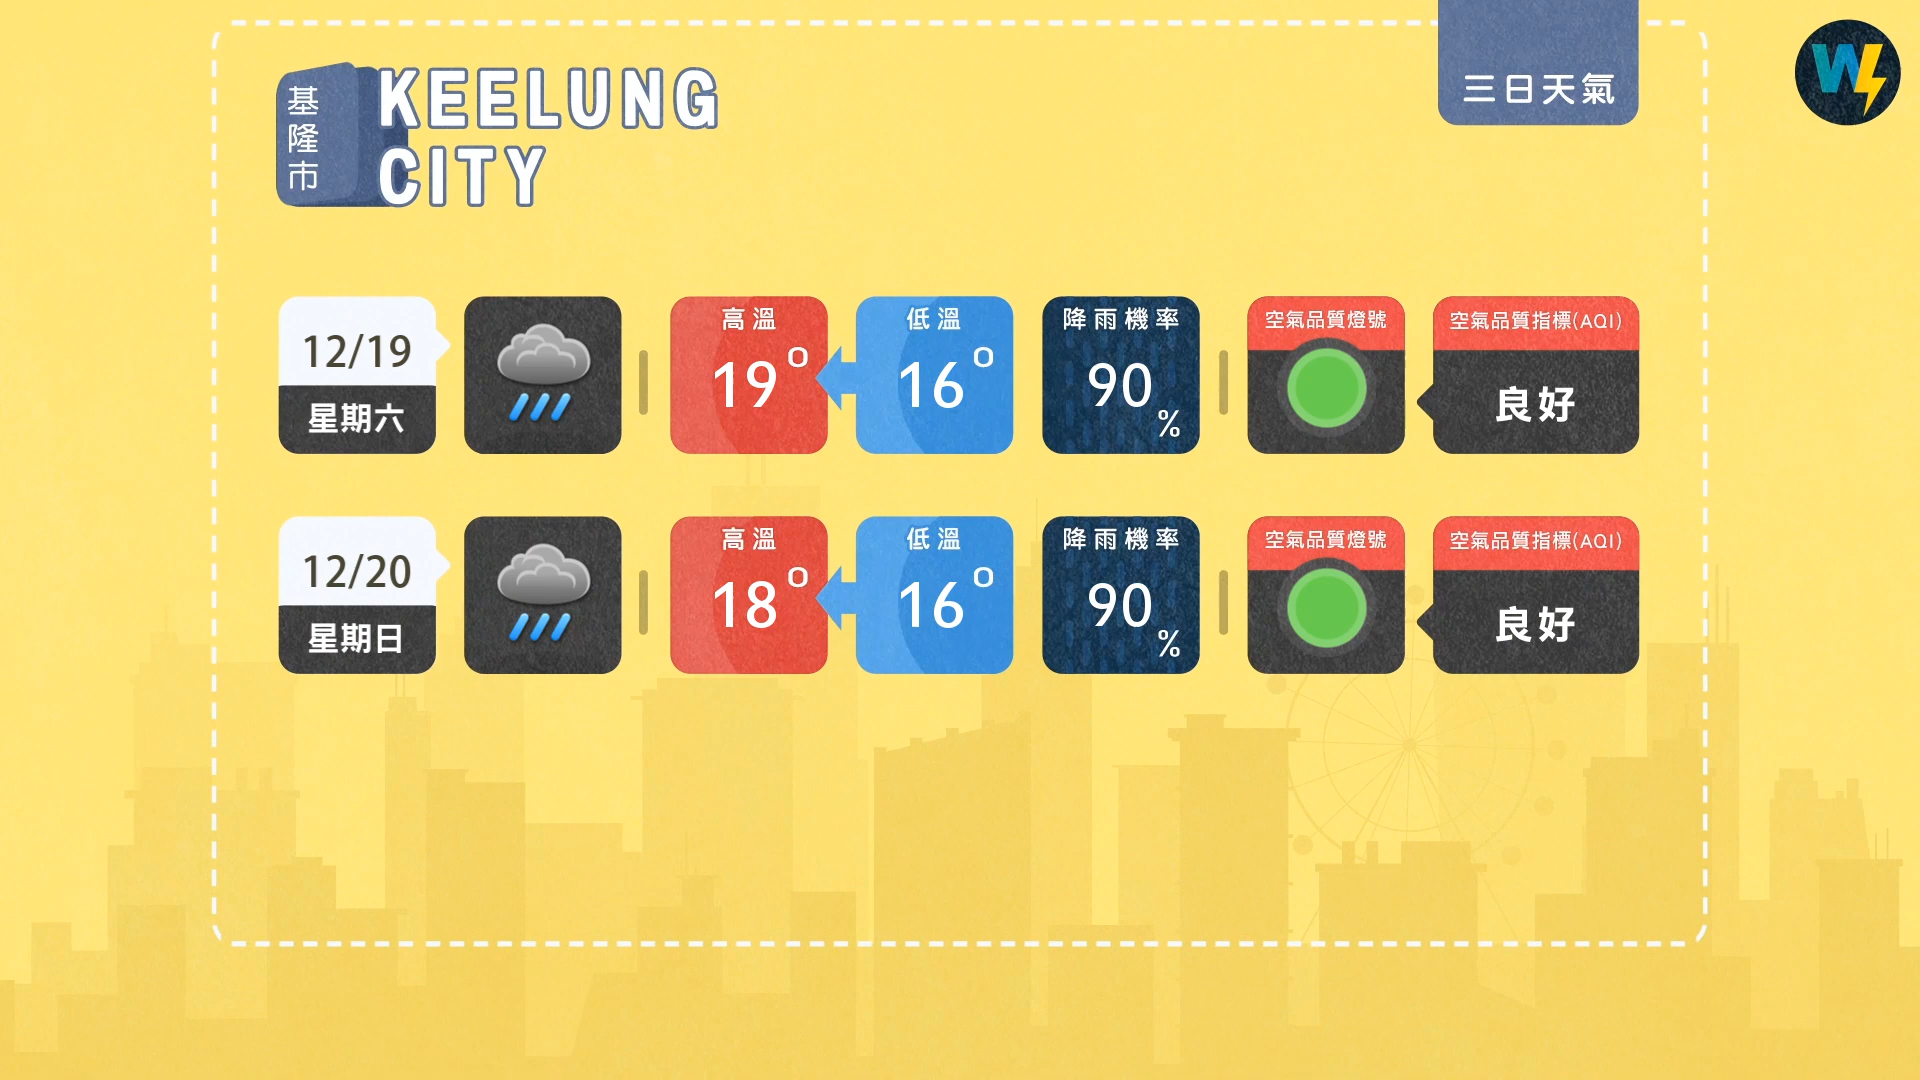 基隆市
KEELUNG
CITY
三日天氣
W
12/19
星期六
高溫
19°
低溫
16°
降雨機率
90%
空氣品質燈號
空氣品質指標(AQI)
良好
12/20
星期日
高溫
18°
低溫
16°
降雨機率
90%
空氣品質燈號
空氣品質指標(AQI)
良好